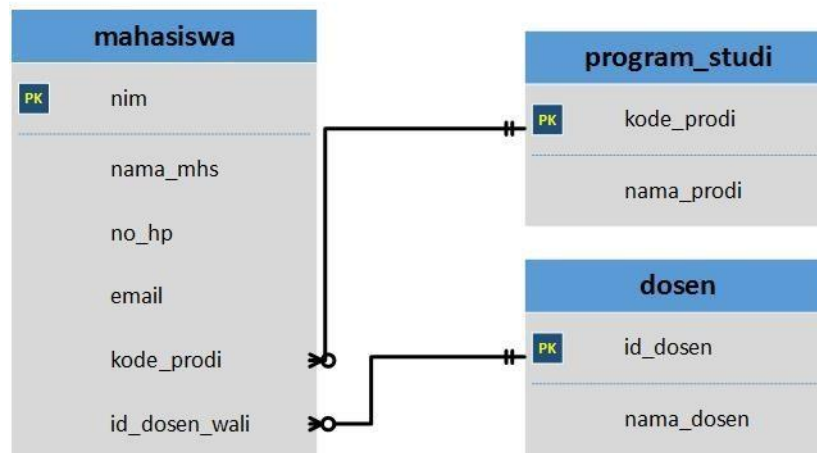 mahasiswa
PK nim
nama_mhs
no_hp
email
kode_prodi
id_dosen_wali
program_studi
PK kode_prodi
nama_prodi
dosen
PK id_dosen
nama_dosen